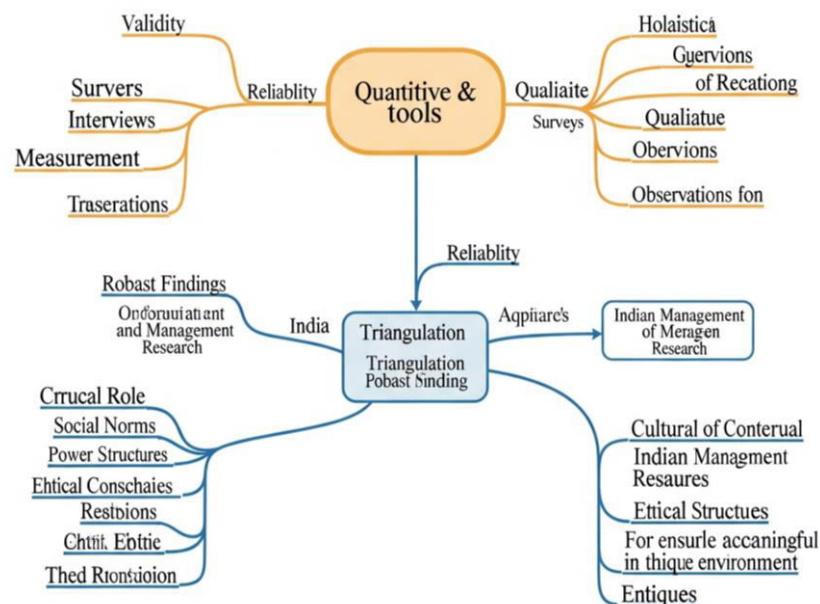 Validity
Reliablity
Survers
Interviews
Measurement
Traserations
Quantitive &
tools
Qualiaite
Surveys
Holaistica
Guervions
of Recationg
Qualiatue
Obervions
Observations fon
Reliablity
Robast Findings
and Management
Research
India
Triangulation
Triangulation
Pobast Sinding
Aqpitarc's
Indian Management
of Meragen
Research
Crrucal Role
Social Norms
Power Structures
Ehtical Conschaies
Restbions
Thed
Cultural of Conterual
Indian Managment
Resaures
Ettical Structues
For ensurle accaningful
in thique environment
Entiques